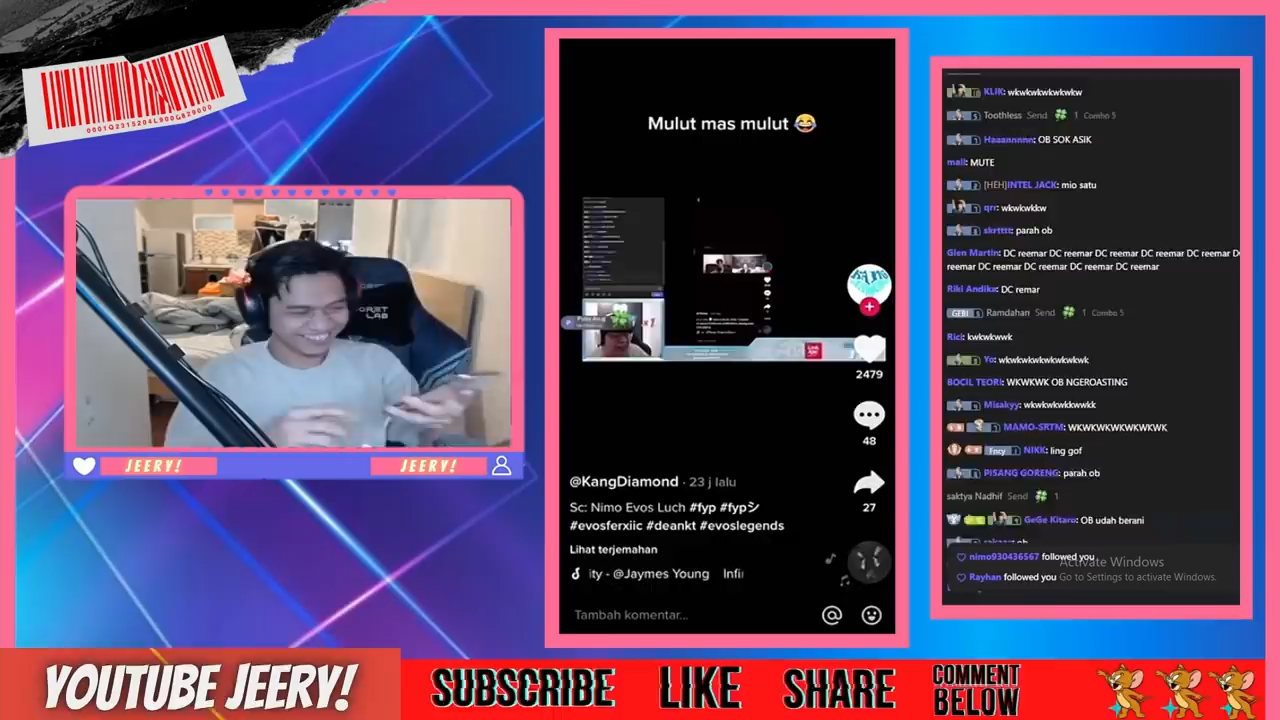 Mulut mas mulut 😂
2479
48
27
@KangDiamond · 23 j lalu
Sc: Nimo Evos Luch #fyp #fypシ
#evosferxiic #deankt #evoslegends
Lihat terjemahan
ity - @Jaymes Young Infi
Tambah komentar...
KLIK: wkwkwkwkwkwkw
Toothless Send 🍀 1 Combo 5
Haaannnnn: OB SOK ASIK
mail: MUTE
[HEH]INTEL JACK: mio satu
qrr: wkwkwkdkw
skrtttt: parah ob
Glen Martin: DC reemar DC reemar DC reemar DC reemar DC reemar D
reemar DC reemar DC reemar DC reemar
Riki Andika: DC remar
GEBI Ramdahan Send 🍀 1 Combo 5
Rici: kwkwkwwk
Yo: wkwkwkwkwkwkwkwk
BOCIL TEORI: WKWKWK OB NGEROASTING
Misakyy: wkwkwkwkkwwkk
MAMO-SRTM: WKWKWKWKWKWKWK
Fncy NIKK: ling gof
PISANG GORENG: parah ob
saktya Nadhif Send 🍀 1
GeGe Kitaro: OB udah berani
nimo930436567 followed you
Rayhan followed you
Activate Windows
Go to Settings to activate Windows.
JEERY!
JEERY!
YOUTUBE JEERY!
SUBSCRIBE
LIKE
SHARE
COMMENT
BELOW